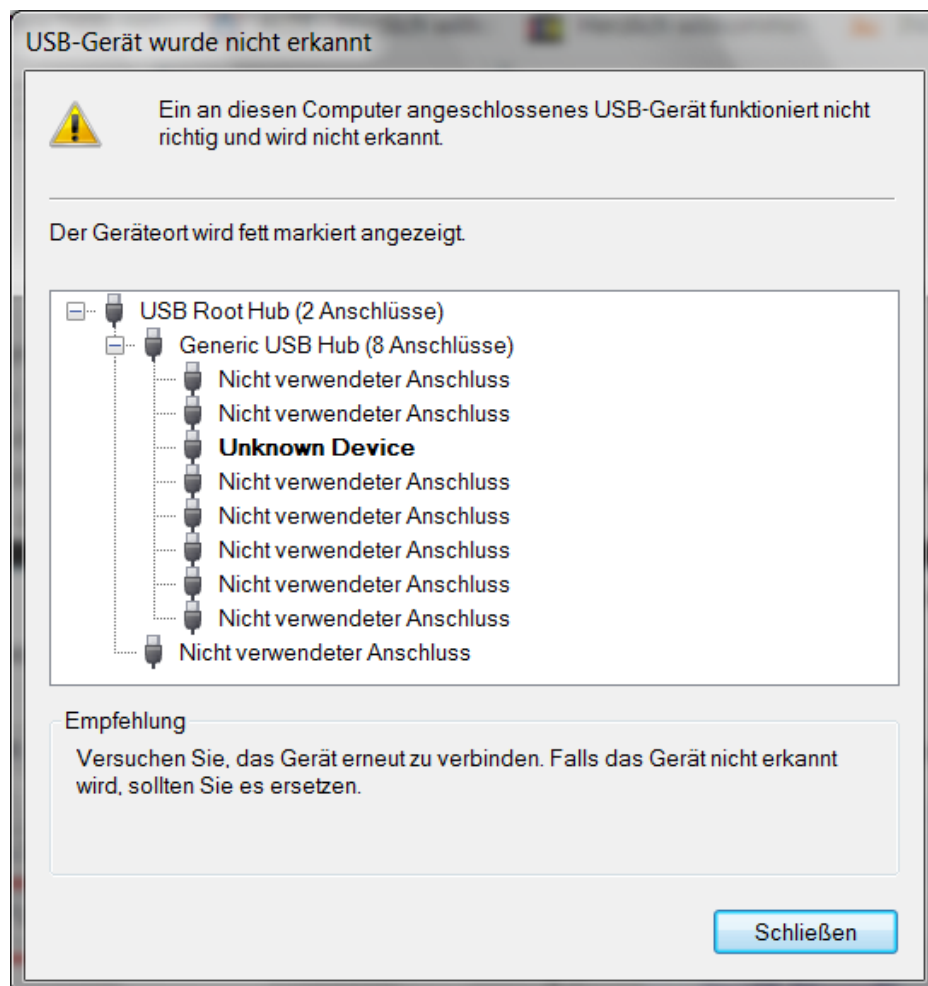 USB-Gerät wurde nicht erkannt
Ein an diesen Computer angeschlossenes USB-Gerät funktioniert nicht
richtig und wird nicht erkannt.
Der Geräteort wird fett markiert angezeigt.
USB Root Hub (2 Anschlüsse)
Generic USB Hub (8 Anschlüsse)
Nicht verwendeter Anschluss
Nicht verwendeter Anschluss
Unknown Device
Nicht verwendeter Anschluss
Nicht verwendeter Anschluss
Nicht verwendeter Anschluss
Nicht verwendeter Anschluss
Nicht verwendeter Anschluss
Nicht verwendeter Anschluss
Empfehlung
Versuchen Sie, das Gerät erneut zu verbinden. Falls das Gerät nicht erkannt
wird, sollten Sie es ersetzen.
Schließen